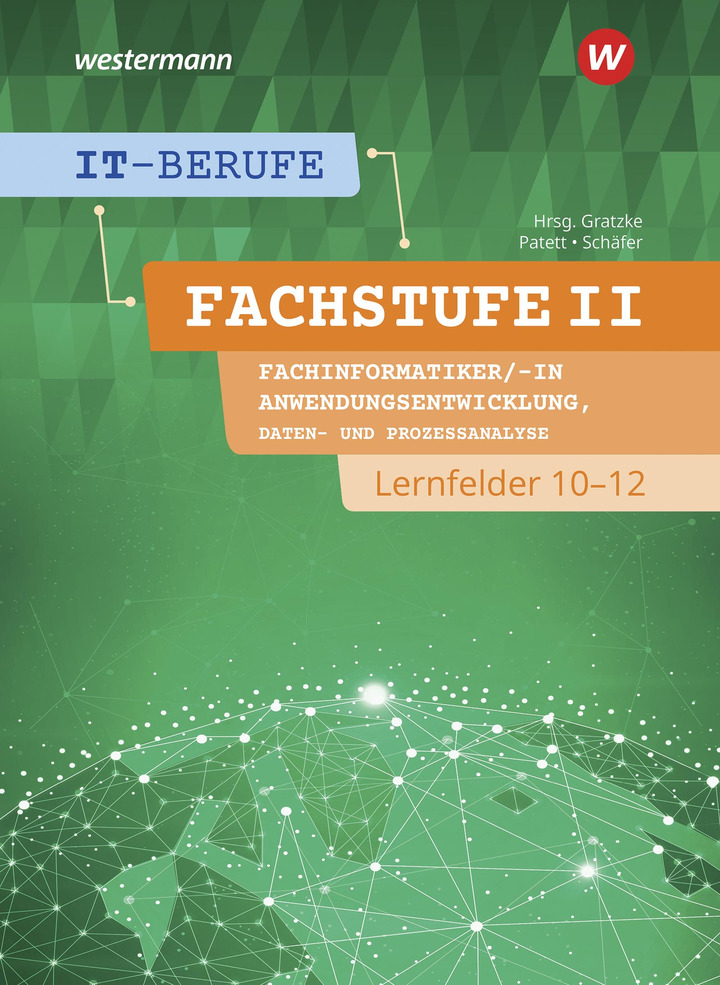 westermann
W
IT-BERUFE
Hrsg. Gratzke
Patett • Schäfer
FACHSTUFE II
FACHINFORMATIKER/-IN
ANWENDUNGSENTWICKLUNG,
DATEN- UND PROZESSANALYSE
Lernfelder 10–12